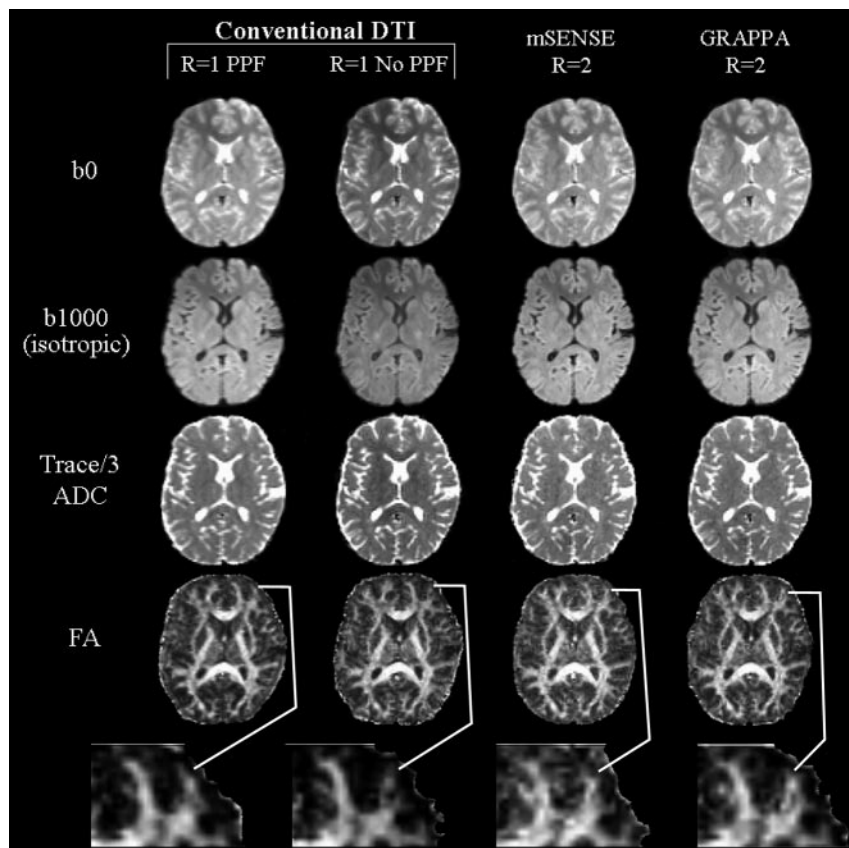 Conventional DTI
R=1 PPF
R=1 No PPF
mSENSE
R=2
GRAPPA
R=2
b0
b1000
(isotropic)
Trace/3
ADC
FA